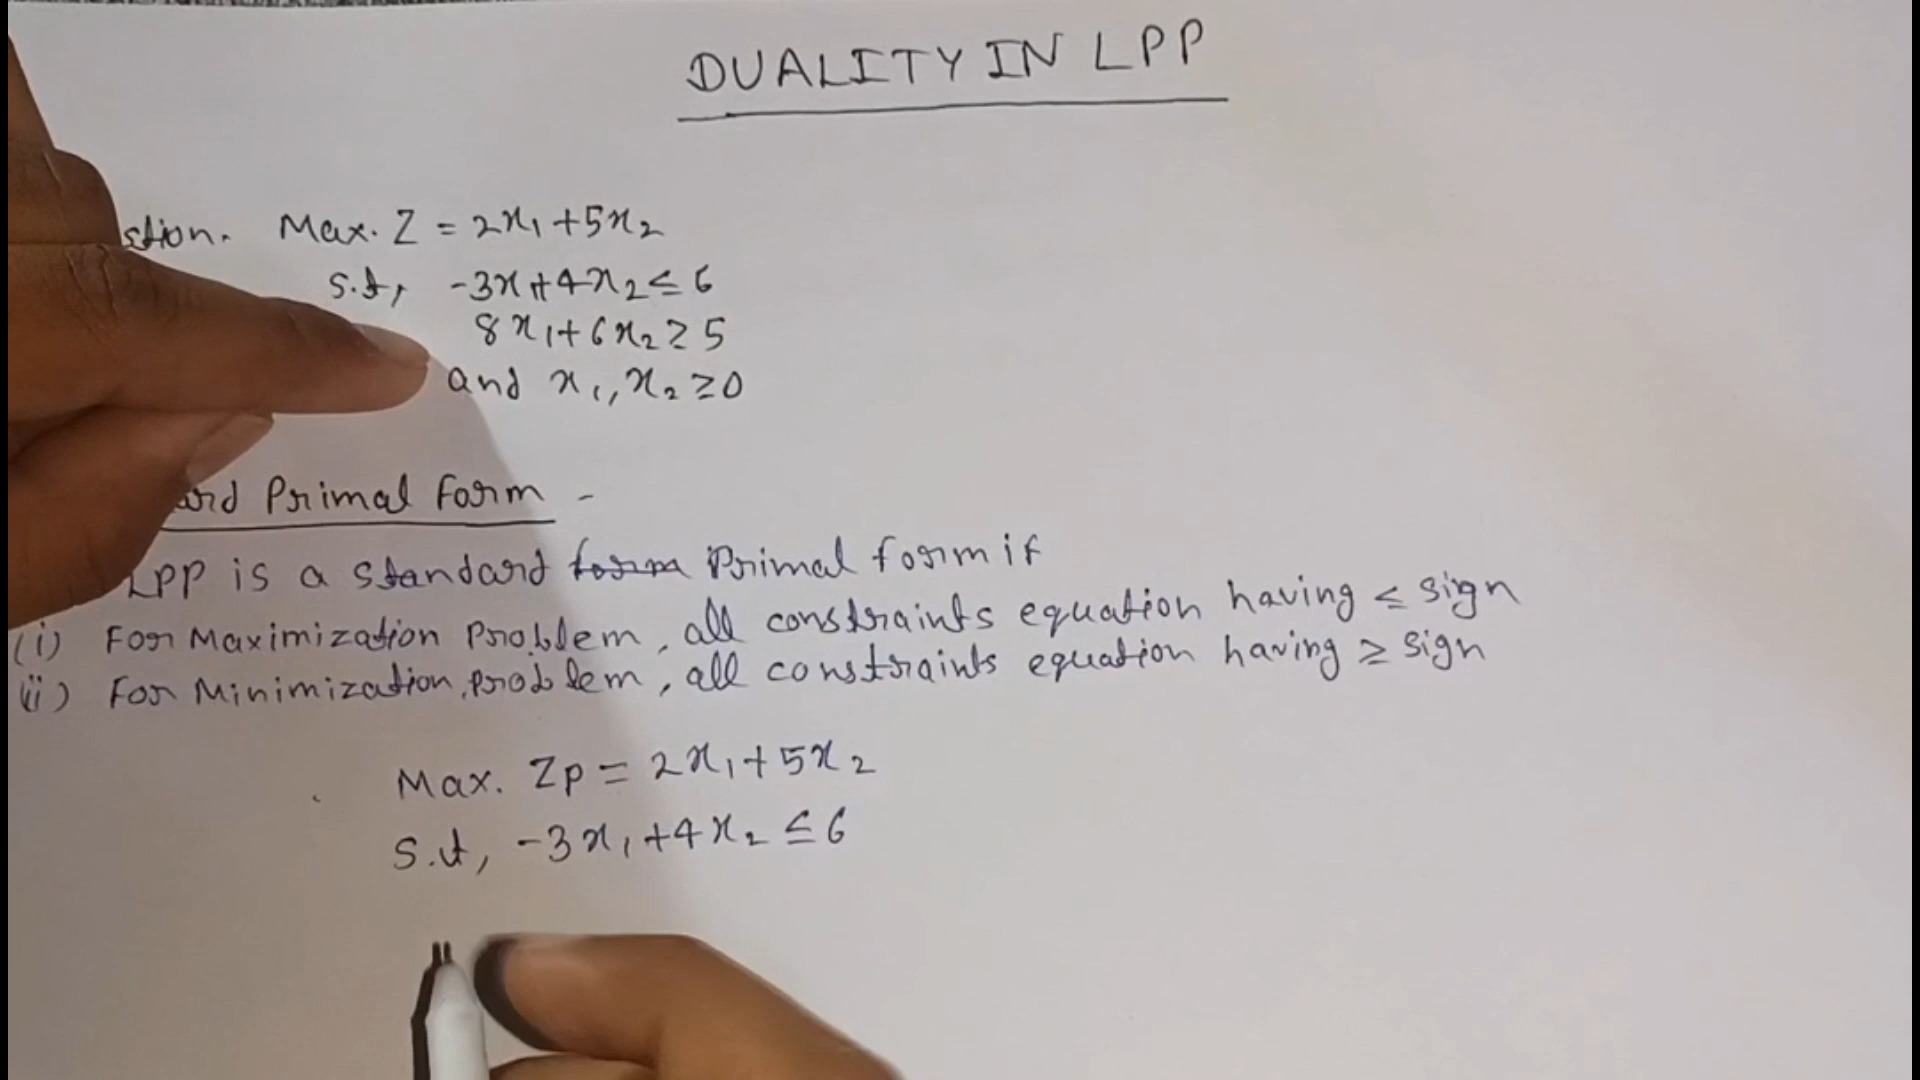 DUALITY IN LPP
stion. Max. Z = 2x₁+5x₂
s.t, -3x₁+4x₂≤6
8x₁+6x₂≥5
and x₁,x₂≥0
ard Primal Form -
LPP is a standard form Primal form if
(i) For Maximization Problem, all constraints equation having ≤ sign
(ii) For Minimization, problem, all constraints equation having ≥ sign
Max. Zp = 2x₁+5x₂
s.t, -3x₁+4x₂≤6